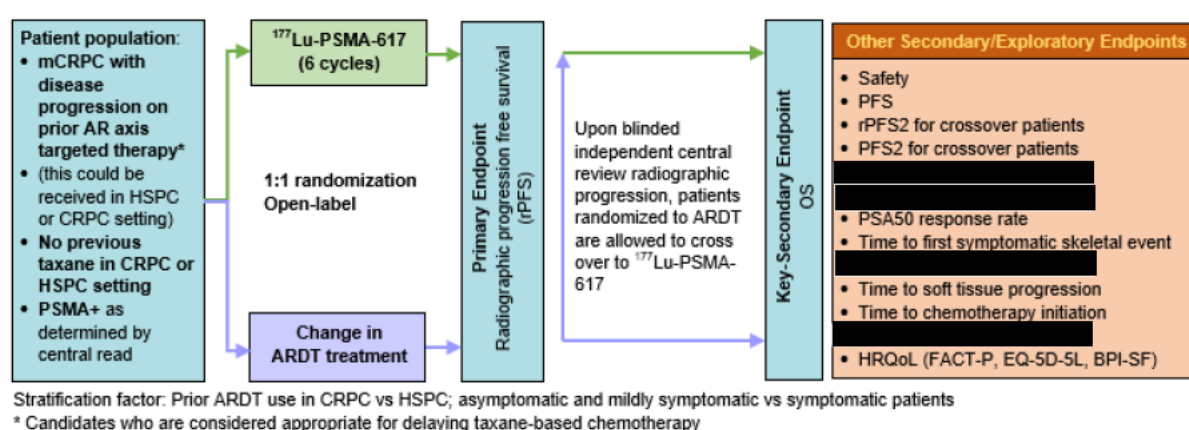 Patient population:
• mCRPC with
disease
progression on
prior AR axis
targeted therapy*
• (this could be
received in HSPC
or CRPC setting)
• No previous
taxane in CRPC or
HSPC setting
• PSMA+ as
determined by
central read
¹⁷⁷Lu-PSMA-617
(6 cycles)
1:1 randomization
Open-label
Change in
ARDT treatment
Primary Endpoint
Radiographic progression free survival
(rPFS)
Upon blinded
independent central
review radiographic
progression, patients
randomized to ARDT
are allowed to cross
over to ¹⁷⁷Lu-PSMA-
617
Key-Secondary Endpoint
OS
Other Secondary/Exploratory Endpoints
• Safety
• PFS
• rPFS2 for crossover patients
• PFS2 for crossover patients
• PSA50 response rate
• Time to first symptomatic skeletal event
• Time to soft tissue progression
• Time to chemotherapy initiation
• HRQoL (FACT-P, EQ-5D-5L, BPI-SF)
Stratification factor: Prior ARDT use in CRPC vs HSPC; asymptomatic and mildly symptomatic vs symptomatic patients
* Candidates who are considered appropriate for delaying taxane-based chemotherapy